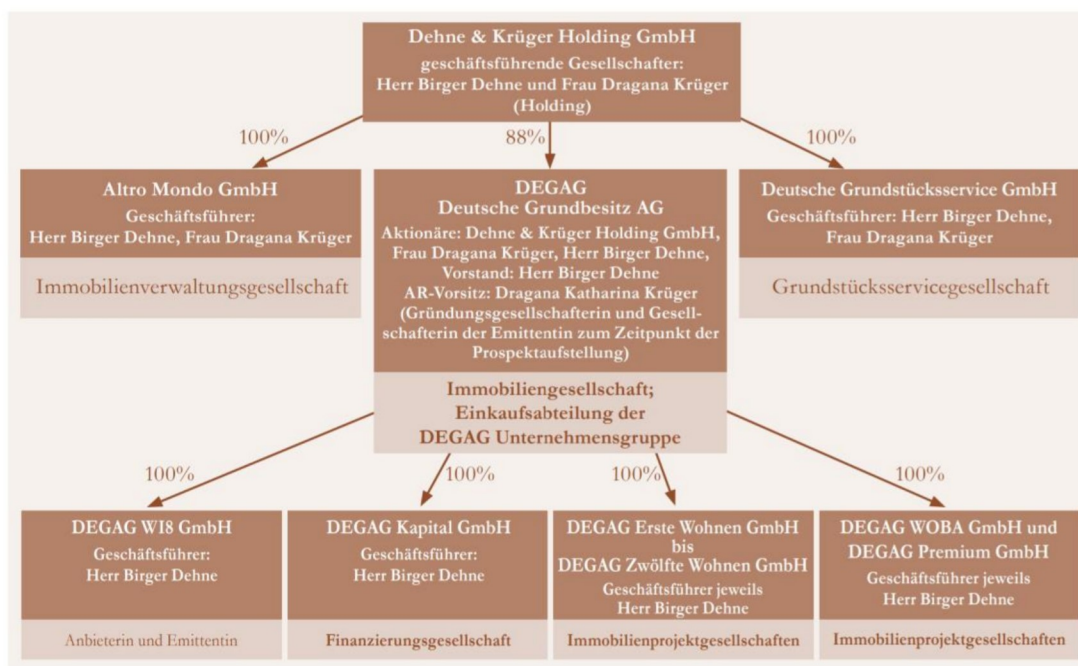 Dehne & Krüger Holding GmbH
geschäftsführende Gesellschafter:
Herr Birger Dehne und Frau Dragana Krüger
(Holding)
100%
88%
100%
Altro Mondo GmbH
Geschäftsführer:
Herr Birger Dehne, Frau Dragana Krüger
Immobilienverwaltungsgesellschaft
DEGAG
Deutsche Grundbesitz AG
Aktionäre: Dehne & Krüger Holding GmbH,
Frau Dragana Krüger, Herr Birger Dehne,
Vorstand: Herr Birger Dehne
AR-Vorsitz: Dragana Katharina Krüger
(Gründungsgesellschafterin und Gesell-
schafterin der Emittentin zum Zeitpunkt der
Prospektaufstellung)
Immobiliengesellschaft;
Einkaufsabteilung der
DEGAG Unternehmensgruppe
Deutsche Grundstücksservice GmbH
Geschäftsführer: Herr Birger Dehne,
Frau Dragana Krüger
Grundstücksservicegesellschaft
100%
100%
100%
100%
DEGAG WI8 GmbH
Geschäftsführer:
Herr Birger Dehne
Anbieterin und Emittentin
DEGAG Kapital GmbH
Geschäftsführer:
Herr Birger Dehne
Finanzierungsgesellschaft
DEGAG Erste Wohnen GmbH
bis
DEGAG Zwölfte Wohnen GmbH
Geschäftsführer jeweils
Herr Birger Dehne
Immobilienprojektgesellschaften
DEGAG WOBA GmbH und
DEGAG Premium GmbH
Geschäftsführer jeweils
Herr Birger Dehne
Immobilienprojektgesellschaften